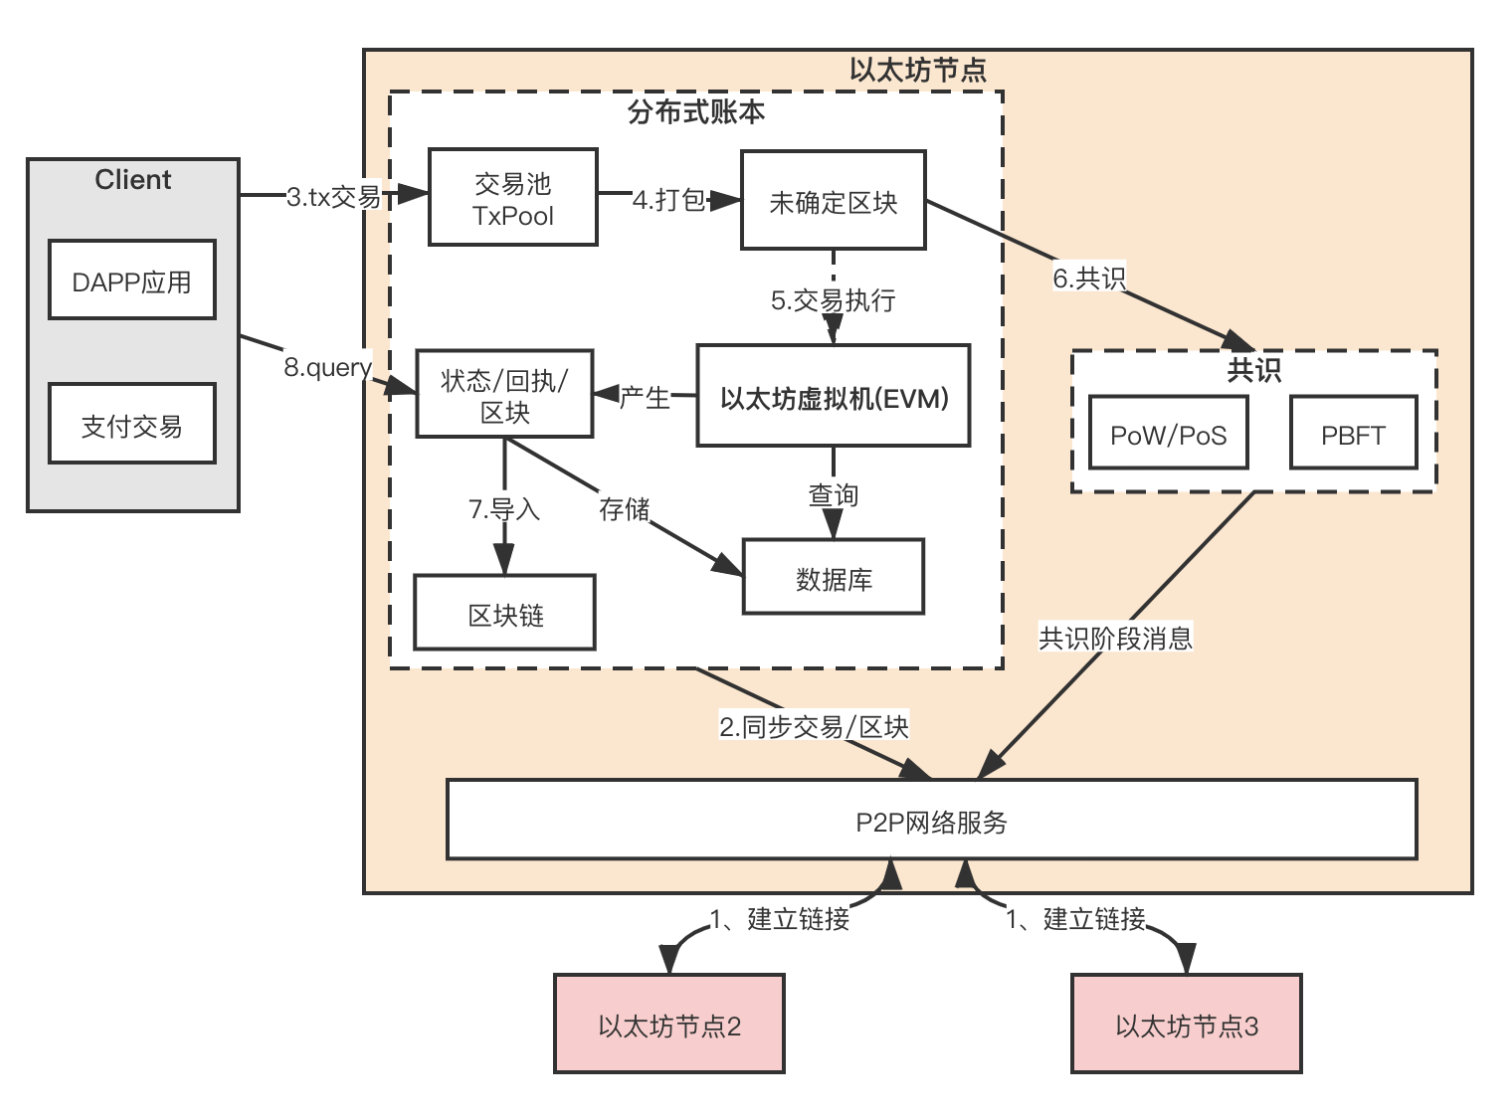 以太坊节点
分布式账本
Client
DAPP应用
支付交易
3.tx交易
交易池
TxPool
4.打包
未确定区块
6.共识
5.交易执行
8.query
状态/回执/
区块
产生
以太坊虚拟机(EVM)
共识
PoW/PoS
PBFT
7.导入
存储
查询
数据库
区块链
共识阶段消息
2.同步交易/区块
P2P网络服务
1、建立链接
1、建立链接
以太坊节点2
以太坊节点3